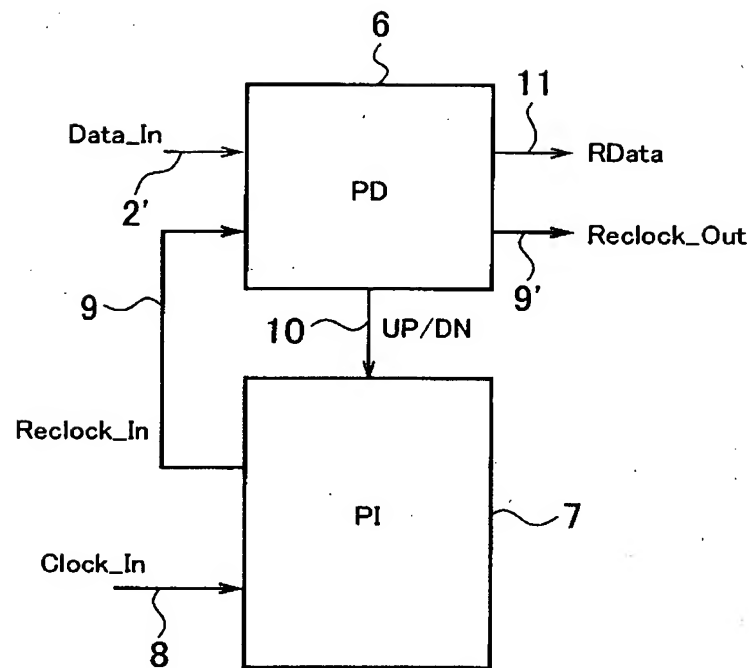 6
11
Data_In
RData
2'
PD
Reclock_Out
9'
9
10
UP/DN
Reclock_In
PI
7
Clock_In
8